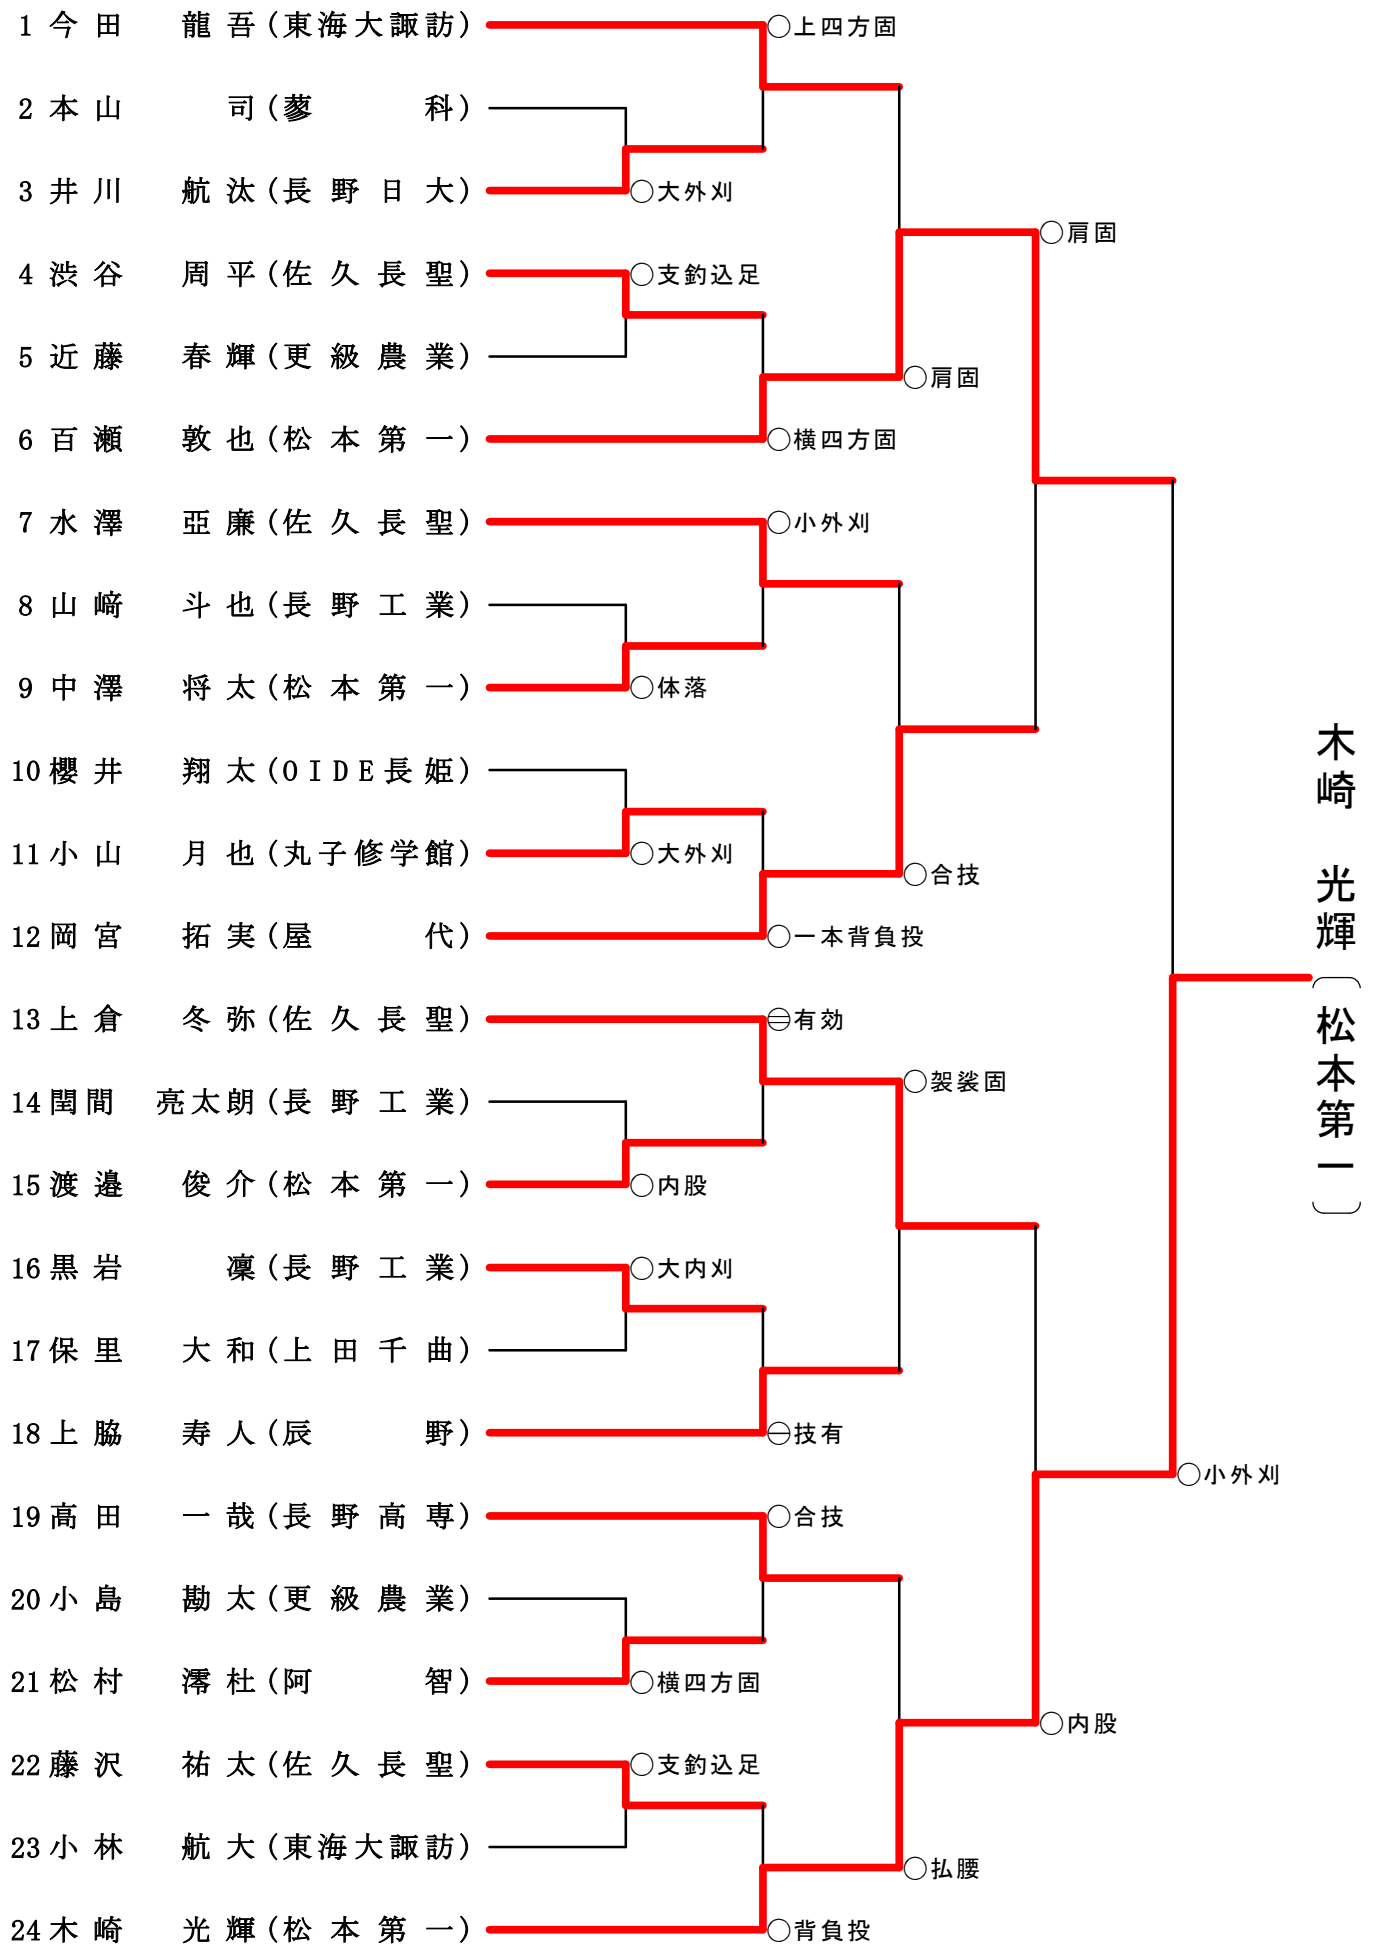 1 今田 龍吾(東海大諏訪)
○上四方固
2 本山 司(蓼科)
3 井川 航汰(長野日大)
○大外刈
○肩固
4 渋谷 周平(佐久長聖)
○支釣込足
5 近藤 春輝(更級農業)
○肩固
6 百瀬 敦也(松本第一)
○横四方固
7 水澤 亜廉(佐久長聖)
○小外刈
8 山﨑 斗也(長野工業)
9 中澤 将太(松本第一)
○体落
10 櫻井 翔太(OIDE長姫)
11 小山 月也(丸子修学館)
○大外刈
○合技
12 岡宮 拓実(屋代)
○一本背負投
13 上倉 冬弥(佐久長聖)
㊀有効
○袈裟固
14 閏間 亮太朗(長野工業)
15 渡邉 俊介(松本第一)
○内股
16 黒岩 凜(長野工業)
○大内刈
17 保里 大和(上田千曲)
18 上脇 寿人(辰野)
㊀技有
○小外刈
19 髙田 一哉(長野高専)
○合技
20 小島 勘太(更級農業)
21 松村 澪杜(阿智)
○横四方固
○内股
22 藤沢 祐太(佐久長聖)
○支釣込足
23 小林 航大(東海大諏訪)
○払腰
24 木崎 光輝(松本第一)
○背負投
木崎 光輝〔松本第一〕